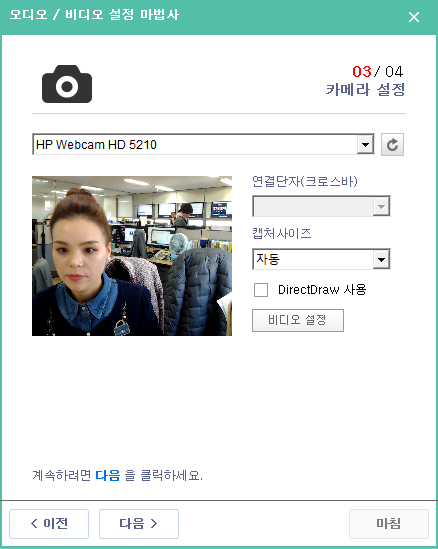 오디오 / 비디오 설정 마법사
03 / 04
카메라 설정
HP Webcam HD 5210
연결단자(크로스바)
캡처사이즈
자동
DirectDraw 사용
비디오 설정
계속하려면 다음 을 클릭하세요.
< 이전
다음 >
마침